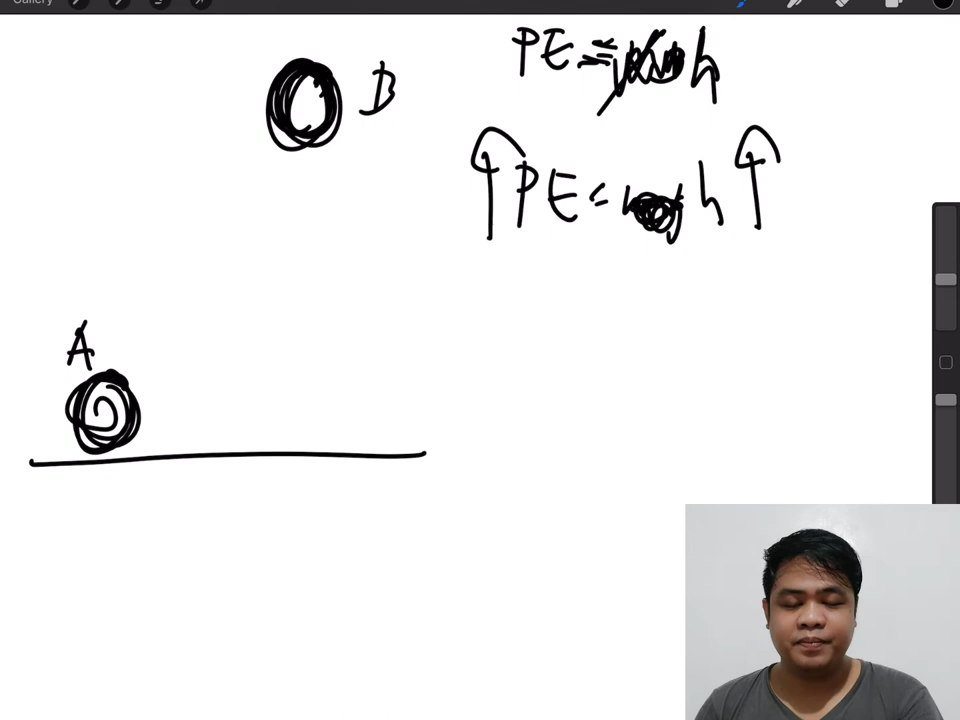 Gallery
B
PE = h
↑ PE = h ↑
A